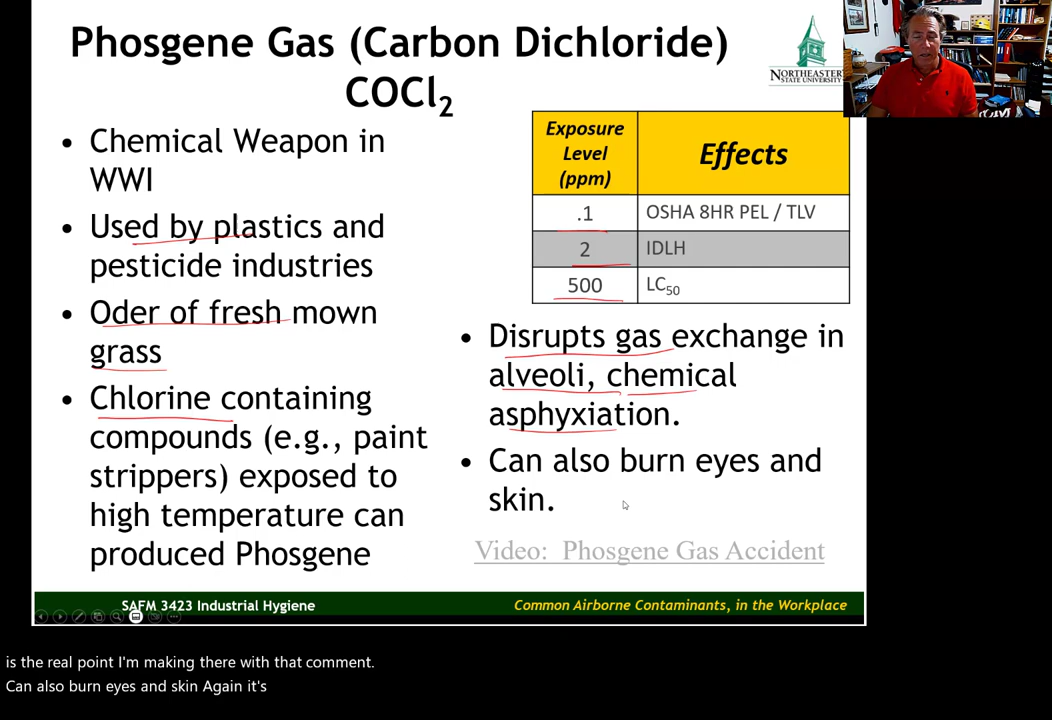 Phosgene Gas (Carbon Dichloride)
COCl₂
NORTHEASTERN
STATE UNIVERSITY
• Chemical Weapon in
WWI
• Used by plastics and
pesticide industries
• Oder of fresh mown
grass
• Chlorine containing
compounds (e.g., paint
strippers) exposed to
high temperature can
produced Phosgene
Exposure
Level
(ppm)
Effects
.1 OSHA 8HR PEL / TLV
2 IDLH
500 LC₅₀
• Disrupts gas exchange in
alveoli, chemical
asphyxiation.
• Can also burn eyes and
skin.
Video: Phosgene Gas Accident
SAFM 3423 Industrial Hygiene
Common Airborne Contaminants, in the Workplace
is the real point I'm making there with that comment.
Can also burn eyes and skin Again it's